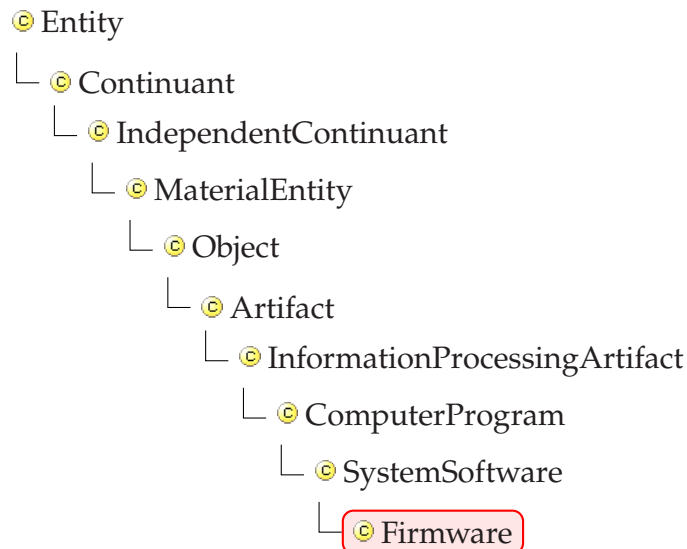 C Entity
C Continuant
C IndependentContinuant
C MaterialEntity
C Object
C Artifact
C InformationProcessingArtifact
C ComputerProgram
C SystemSoftware
C Firmware